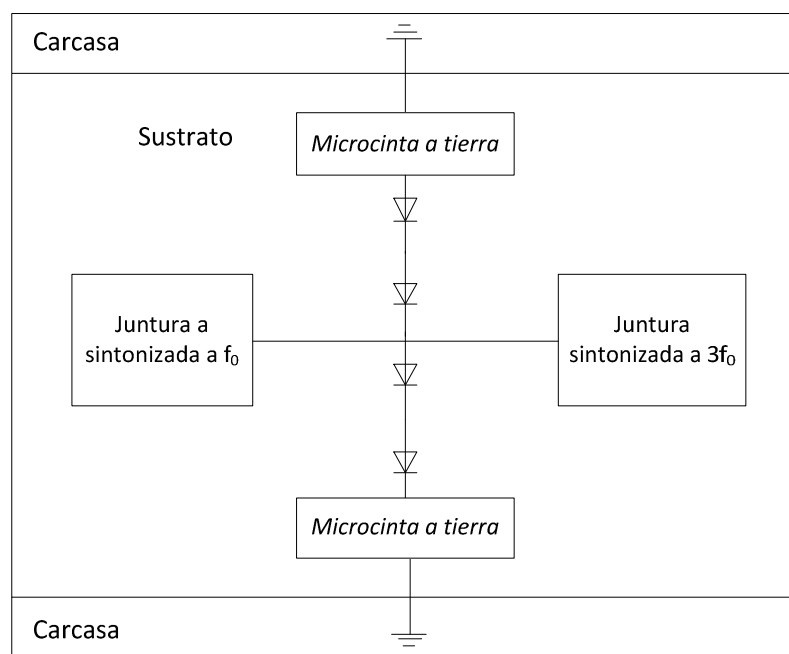 Carcasa
Sustrato
Microcinta a tierra
Juntura a
sintonizada a f₀
Juntura
sintonizada a 3f₀
Microcinta a tierra
Carcasa